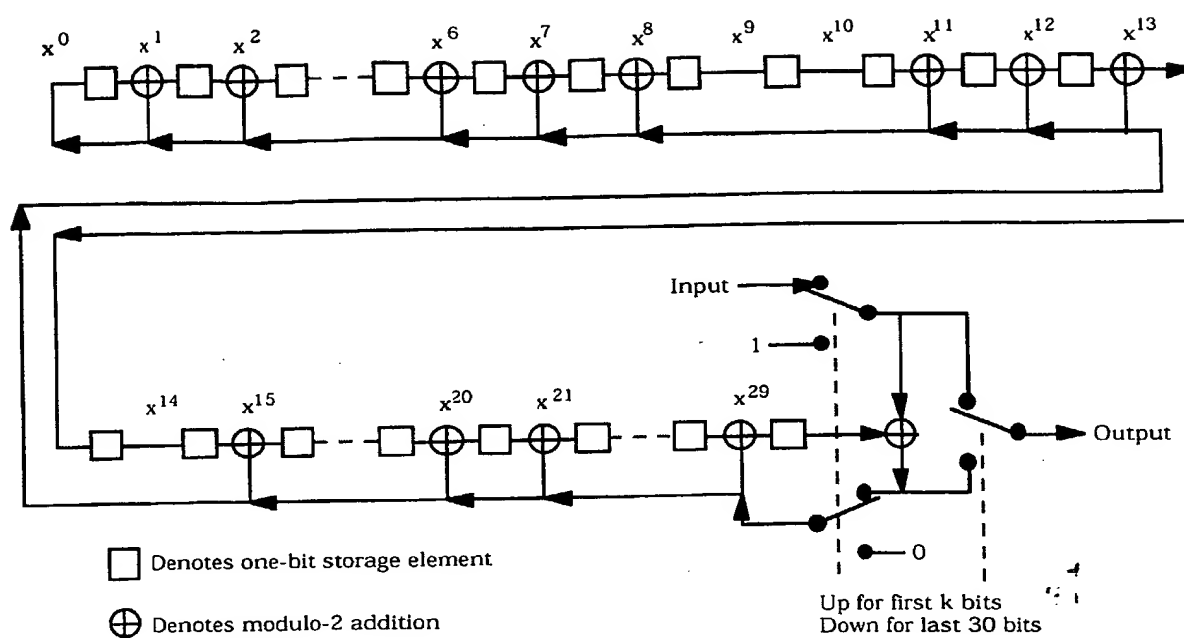 x⁰ x¹ x² x⁶ x⁷ x⁸ x⁹ x¹⁰ x¹¹ x¹² x¹³
Input
1
x¹⁴ x¹⁵ x²⁰ x²¹ x²⁹
Output
0
Denotes one-bit storage element
Denotes modulo-2 addition
Up for first k bits
Down for last 30 bits